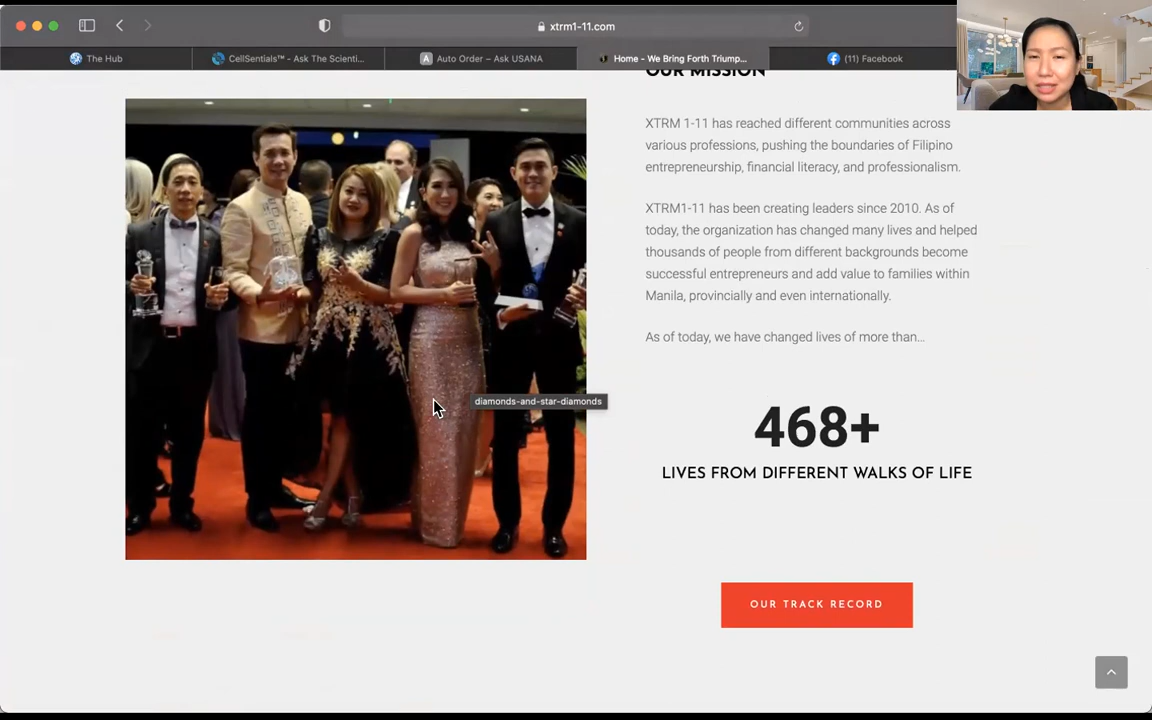 xtrm1-11.com
The Hub
CellSentials™ - Ask The Scienti...
A Auto Order – Ask USANA
Home - We Bring Forth Triump...
(11) Facebook
OUR MISSION
XTRM 1-11 has reached different communities across
various professions, pushing the boundaries of Filipino
entrepreneurship, financial literacy, and professionalism.
XTRM1-11 has been creating leaders since 2010. As of
today, the organization has changed many lives and helped
thousands of people from different backgrounds become
successful entrepreneurs and add value to families within
Manila, provincially and even internationally.
As of today, we have changed lives of more than...
diamonds-and-star-diamonds
468+
LIVES FROM DIFFERENT WALKS OF LIFE
OUR TRACK RECORD